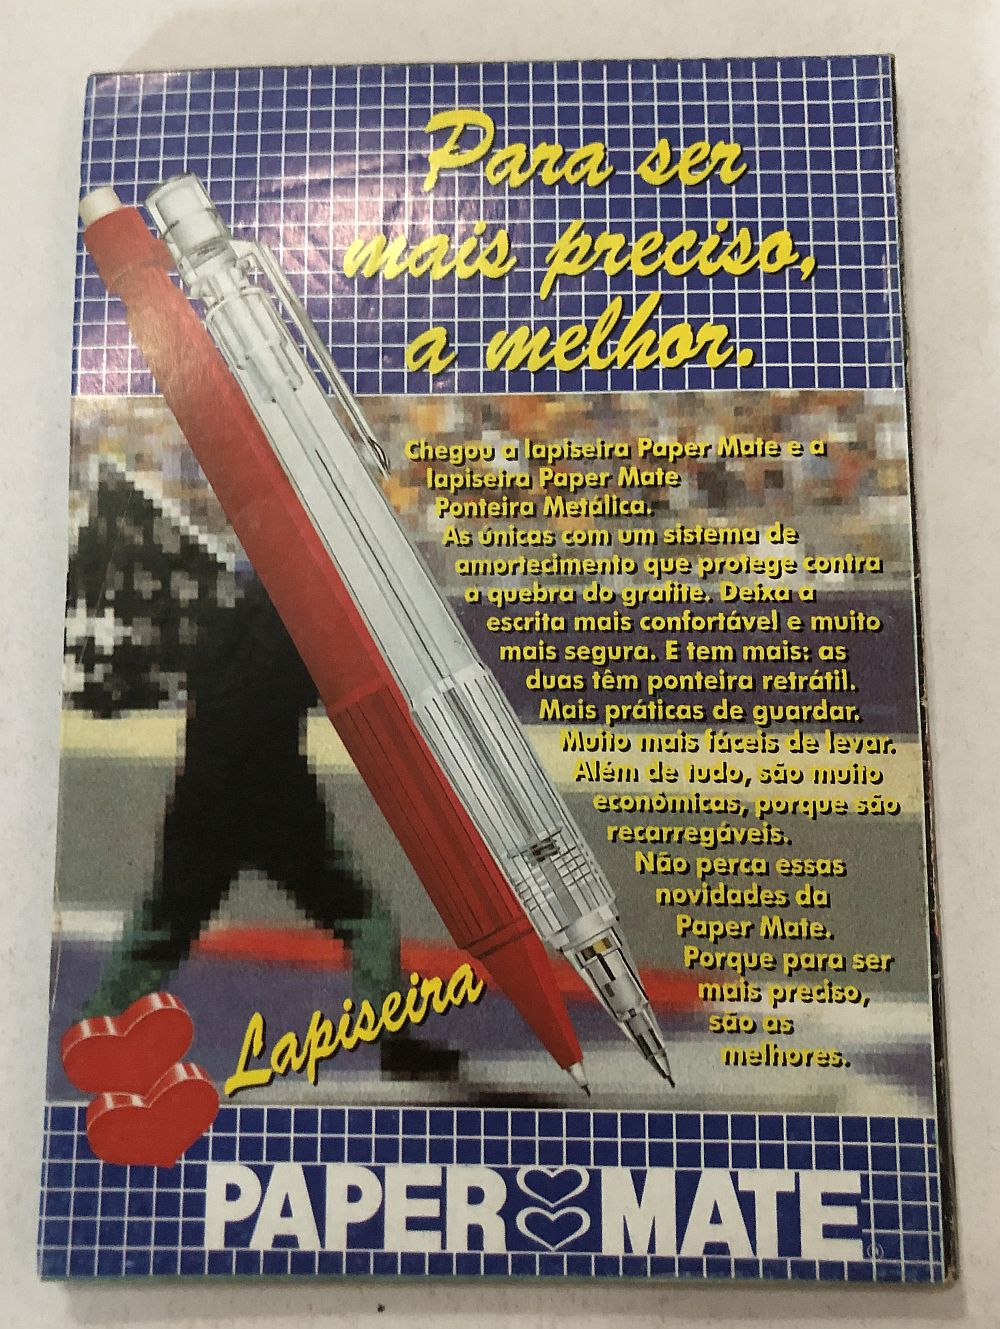 Para ser
mais preciso,
a melhor.
Chegou a lapiseira Paper Mate e a
lapiseira Paper Mate
Ponteira Metálica.
As únicas com um sistema de
amortecimento que protege contra
a quebra do grafite. Deixa a
escrita mais confortável e muito
mais segura. E tem mais: as
duas têm ponteira retrátil.
Mais práticas de guardar.
Muito mais fáceis de levar.
Além de tudo, são muito
econômicas, porque são
recarregáveis.
Não perca essas
novidades da
Paper Mate.
Porque para ser
mais preciso,
são as
melhores.
Lapiseira
PAPER MATE ®